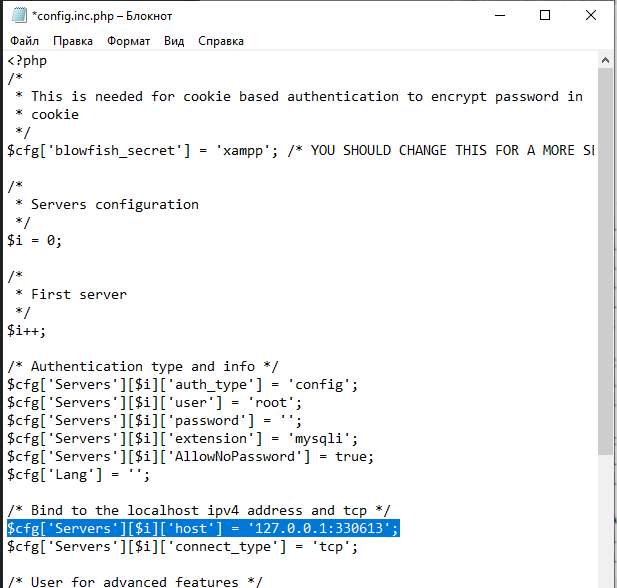 *config.inc.php – Блокнот
Файл Правка Формат Вид Справка
<?php
/*
 * This is needed for cookie based authentication to encrypt password in
 * cookie
 */
$cfg['blowfish_secret'] = 'xampp'; /* YOU SHOULD CHANGE THIS FOR A MORE
/*
 * Servers configuration
 */
$i = 0;
/*
 * First server
 */
$i++;
/* Authentication type and info */
$cfg['Servers'][$i]['auth_type'] = 'config';
$cfg['Servers'][$i]['user'] = 'root';
$cfg['Servers'][$i]['password'] = '';
$cfg['Servers'][$i]['extension'] = 'mysqli';
$cfg['Servers'][$i]['AllowNoPassword'] = true;
$cfg['Lang'] = '';
/* Bind to the localhost ipv4 address and tcp */
$cfg['Servers'][$i]['host'] = '127.0.0.1:330613';
$cfg['Servers'][$i]['connect_type'] = 'tcp';
/* User for advanced features */